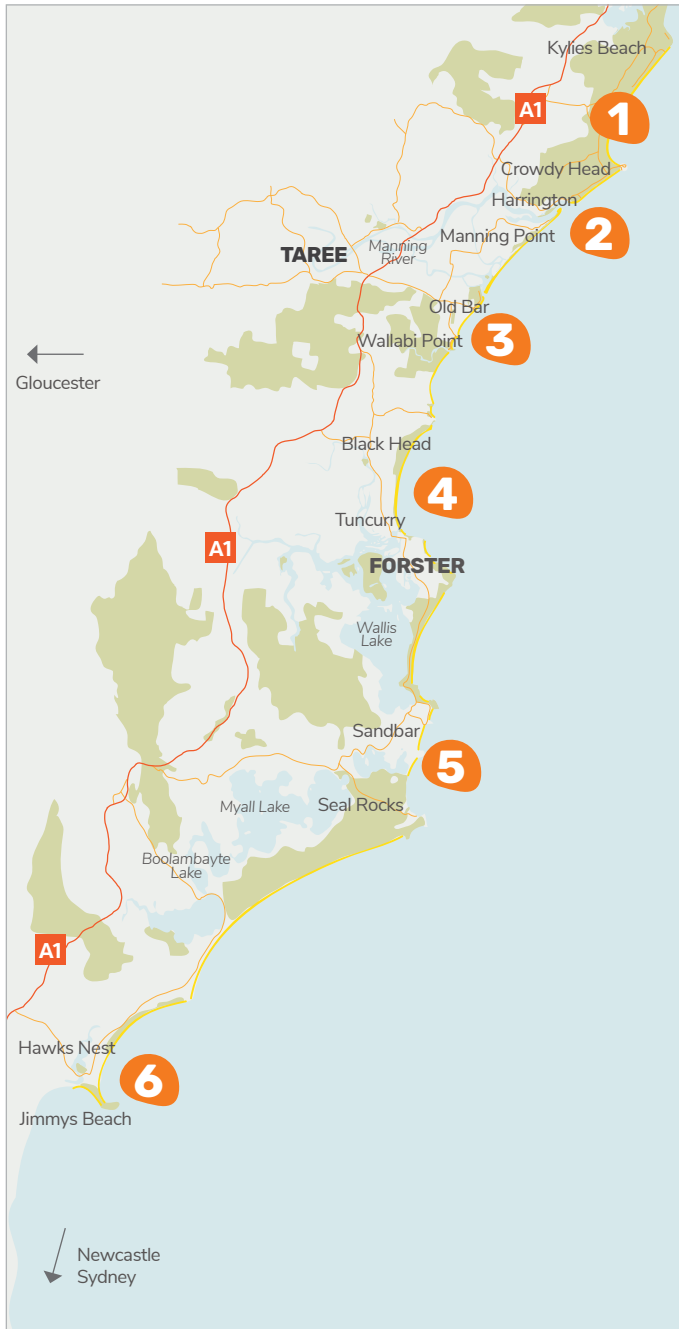 Kylies Beach
A1
1
Crowdy Head
Harrington
2
Manning Point
TAREE
Manning
River
Old Bar
3
Wallabi Point
Gloucester
Black Head
4
Tuncurry
A1
FORSTER
Wallis
Lake
Sandbar
5
Myall Lake
Seal Rocks
Boolambayte
Lake
A1
Hawks Nest
6
Jimmys Beach
Newcastle
Sydney